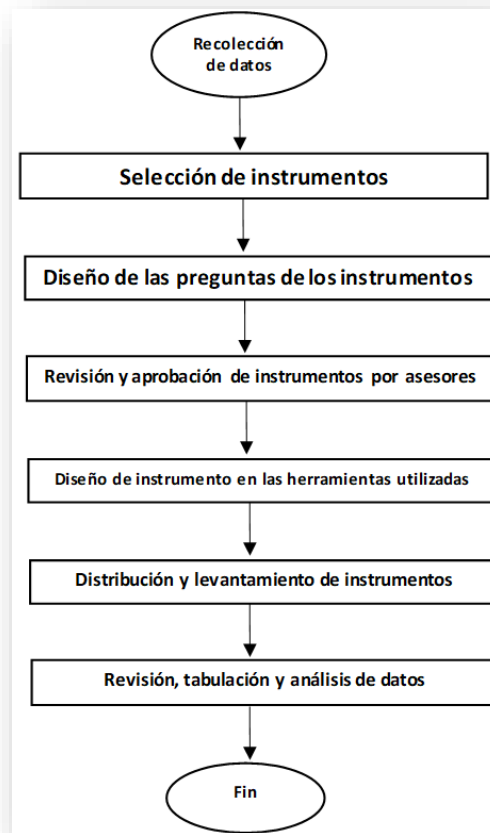 Recolección
de datos
Selección de instrumentos
Diseño de las preguntas de los instrumentos
Revisión y aprobación de instrumentos por asesores
Diseño de instrumento en las herramientas utilizadas
Distribución y levantamiento de instrumentos
Revisión, tabulación y análisis de datos
Fin